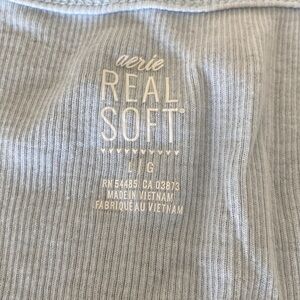 aerie
REAL
SOFT
L G
RN 54485 CA 03873
MADE IN VIETNAM
FABRIQUÉ AU VIETNAM